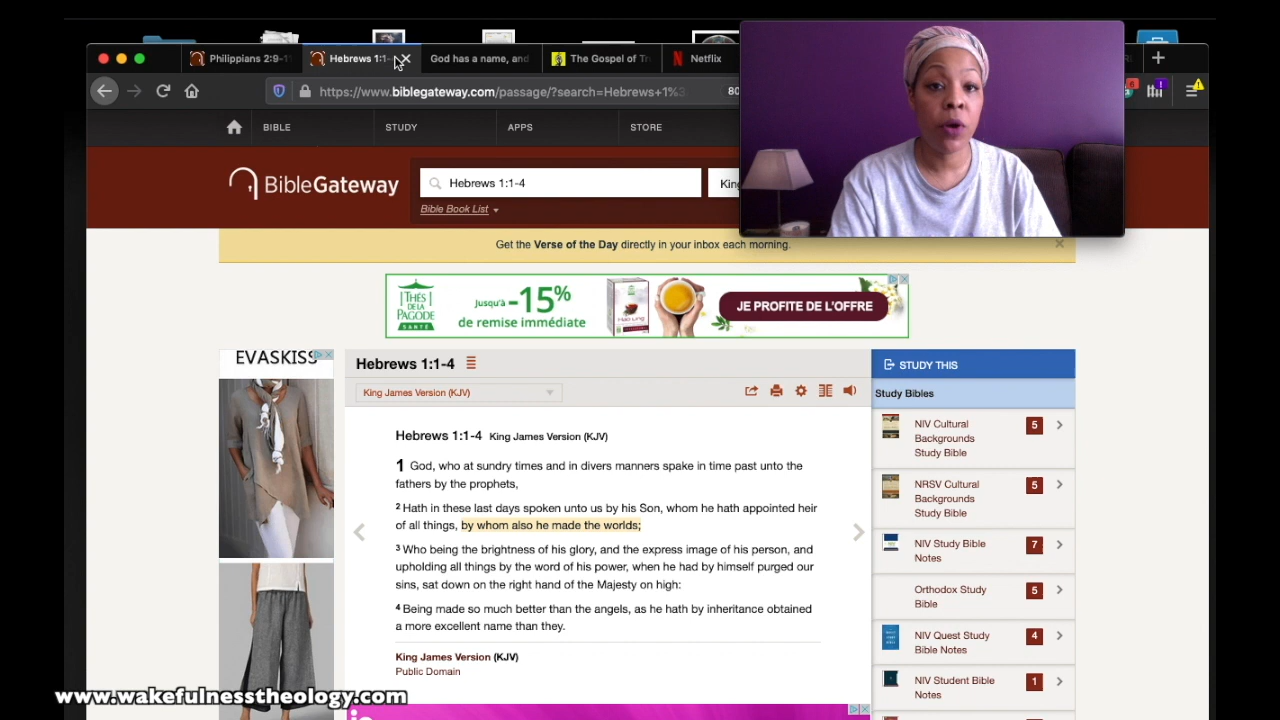 Philippians 2:9-1
Hebrews 1:1-
God has a name, and
The Gospel of Tr
Netflix
https://www.biblegateway.com/passage/?search=Hebrews+1%3
80
BIBLE
STUDY
APPS
STORE
BibleGateway
Hebrews 1:1-4
King
Bible Book List
Get the Verse of the Day directly in your inbox each morning.
THÉS
DE LA
PAGODE
SANTÉ
Jusqu'à -15%
de remise immédiate
JE PROFITE DE L'OFFRE
EVASKISS
Hebrews 1:1-4
King James Version (KJV)
Hebrews 1:1-4 King James Version (KJV)
1 God, who at sundry times and in divers manners spake in time past unto the
fathers by the prophets,
2 Hath in these last days spoken unto us by his Son, whom he hath appointed heir
of all things, by whom also he made the worlds;
3 Who being the brightness of his glory, and the express image of his person, and
upholding all things by the word of his power, when he had by himself purged our
sins, sat down on the right hand of the Majesty on high:
4 Being made so much better than the angels, as he hath by inheritance obtained
a more excellent name than they.
King James Version (KJV)
Public Domain
STUDY THIS
Study Bibles
NIV Cultural
Backgrounds
Study Bible
5
NRSV Cultural
Backgrounds
Study Bible
5
NIV Study Bible
Notes
7
Orthodox Study
Bible
5
NIV Quest Study
Bible Notes
4
NIV Student Bible
Notes
1
www.wakefulnesstheology.com